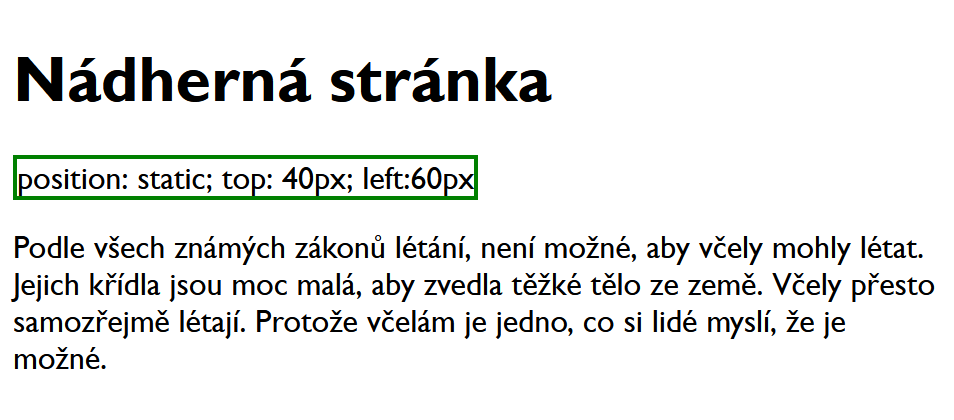 Nádherná stránka
position: static; top: 40px; left:60px
Podle všech známých zákonů létání, není možné, aby včely mohly létat.
Jejich křídla jsou moc malá, aby zvedla těžké tělo ze země. Včely přesto
samozřejmě létají. Protože včelám je jedno, co si lidé myslí, že je
možné.